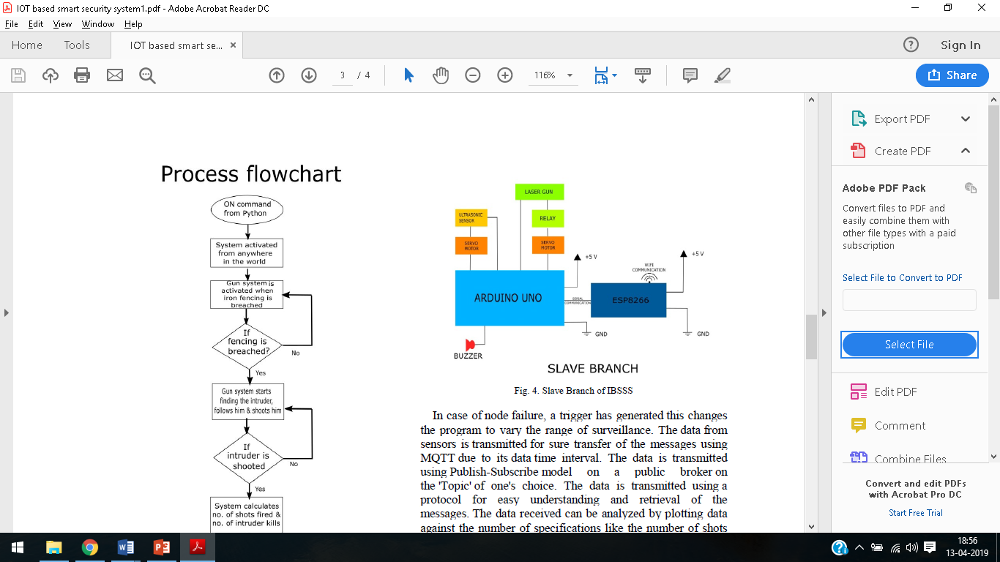 IOT based smart security system1.pdf - Adobe Acrobat Reader DC
File Edit View Window Help
Home Tools IOT based smart se... × Sign In
3 / 4 116% Share
Process flowchart
ON command
from Python
System activated
from anywhere
in the world
Gun system is
activated when
iron fencing is
breached
If
fencing is
breached?
No
Yes
Gun system starts
finding the intruder,
follows him & shoots him
If
intruder is
shooted
No
Yes
System calculates
no. of shots fired &
no. of intruder kills
LASER GUN
ULTRASONIC
SENSOR
RELAY
SERVO
MOTOR
SERVO
MOTOR
+5 V
+5 V
WIFI
COMMUNICATION
ARDUINO UNO
SERIAL
COMMUNICATION
ESP8266
GND
GND
BUZZER
SLAVE BRANCH
Fig. 4. Slave Branch of IBSSS
In case of node failure, a trigger has generated this changes
the program to vary the range of surveillance. The data from
sensors is transmitted for sure transfer of the messages using
MQTT due to its data time interval. The data is transmitted
using Publish-Subscribe model on a public broker on
the 'Topic' of one's choice. The data is transmitted using a
protocol for easy understanding and retrieval of the
messages. The data received can be analyzed by plotting data
against the number of specifications like the number of shots
Export PDF
Create PDF
Adobe PDF Pack
Convert files to PDF and
easily combine them with
other file types with a paid
subscription
Select File to Convert to PDF
Select File
Edit PDF
Comment
Combine Files
Convert and edit PDFs
with Acrobat Pro DC
Start Free Trial
18:56
13-04-2019